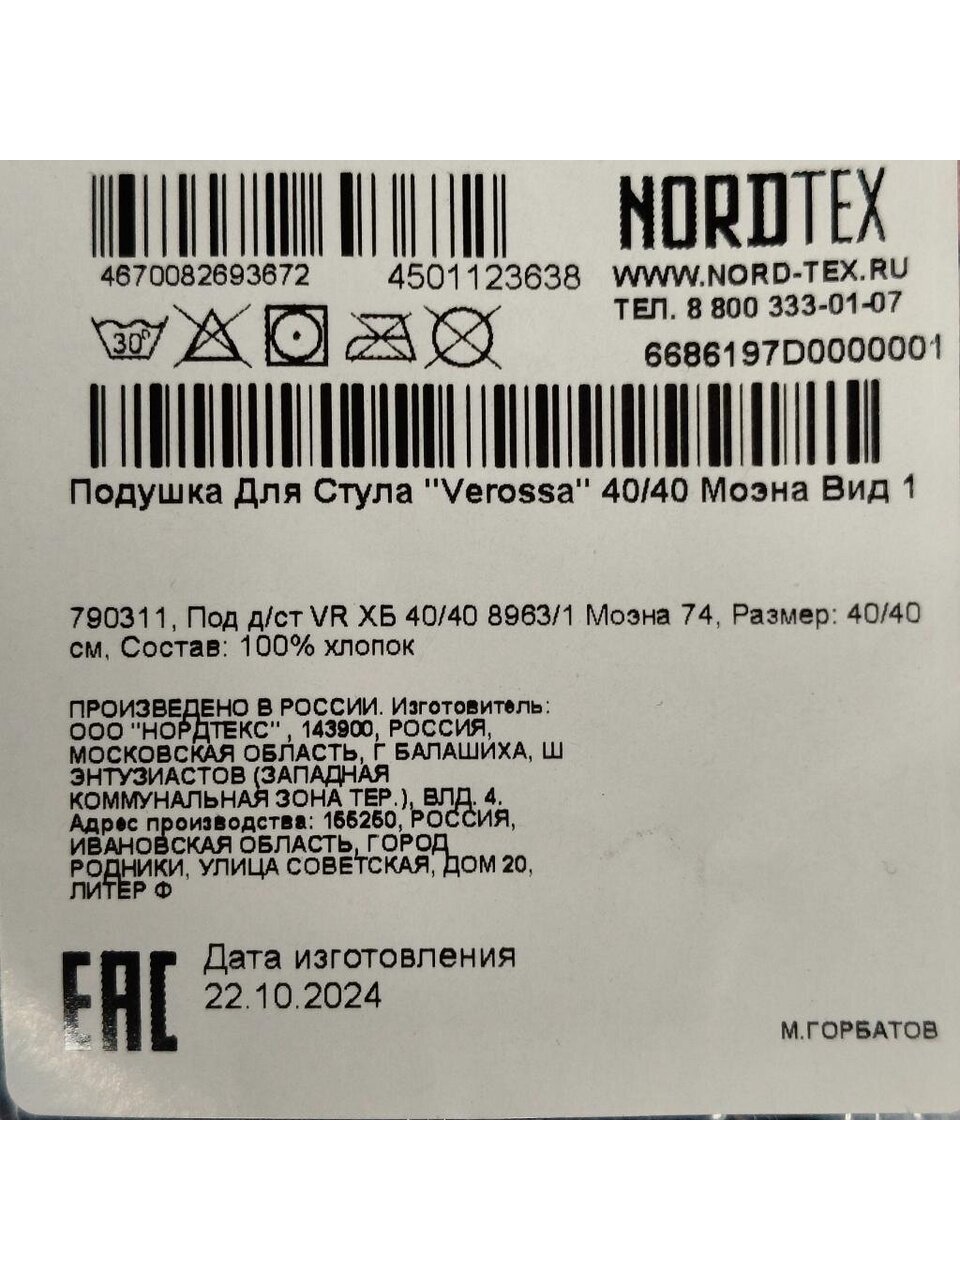 NORDTEX
4670082693672 4501123638 WWW.NORD-TEX.RU
ТЕЛ. 8 800 333-01-07
30°
6686197D0000001
Подушка Для Стула "Verossa" 40/40 Моэна Вид 1
790311, Под д/ст VR ХБ 40/40 8963/1 Моэна 74, Размер: 40/40
см, Состав: 100% хлопок
ПРОИЗВЕДЕНО В РОССИИ. Изготовитель:
ООО "НОРДТЕКС" , 143900, РОССИЯ,
МОСКОВСКАЯ ОБЛАСТЬ, Г БАЛАШИХА, Ш
ЭНТУЗИАСТОВ (ЗАПАДНАЯ
КОММУНАЛЬНАЯ ЗОНА ТЕР.), ВЛД. 4.
Адрес производства: 155250, РОССИЯ,
ИВАНОВСКАЯ ОБЛАСТЬ, ГОРОД
РОДНИКИ, УЛИЦА СОВЕТСКАЯ, ДОМ 20,
ЛИТЕР Ф
EAC
Дата изготовления
22.10.2024
М.ГОРБАТОВ